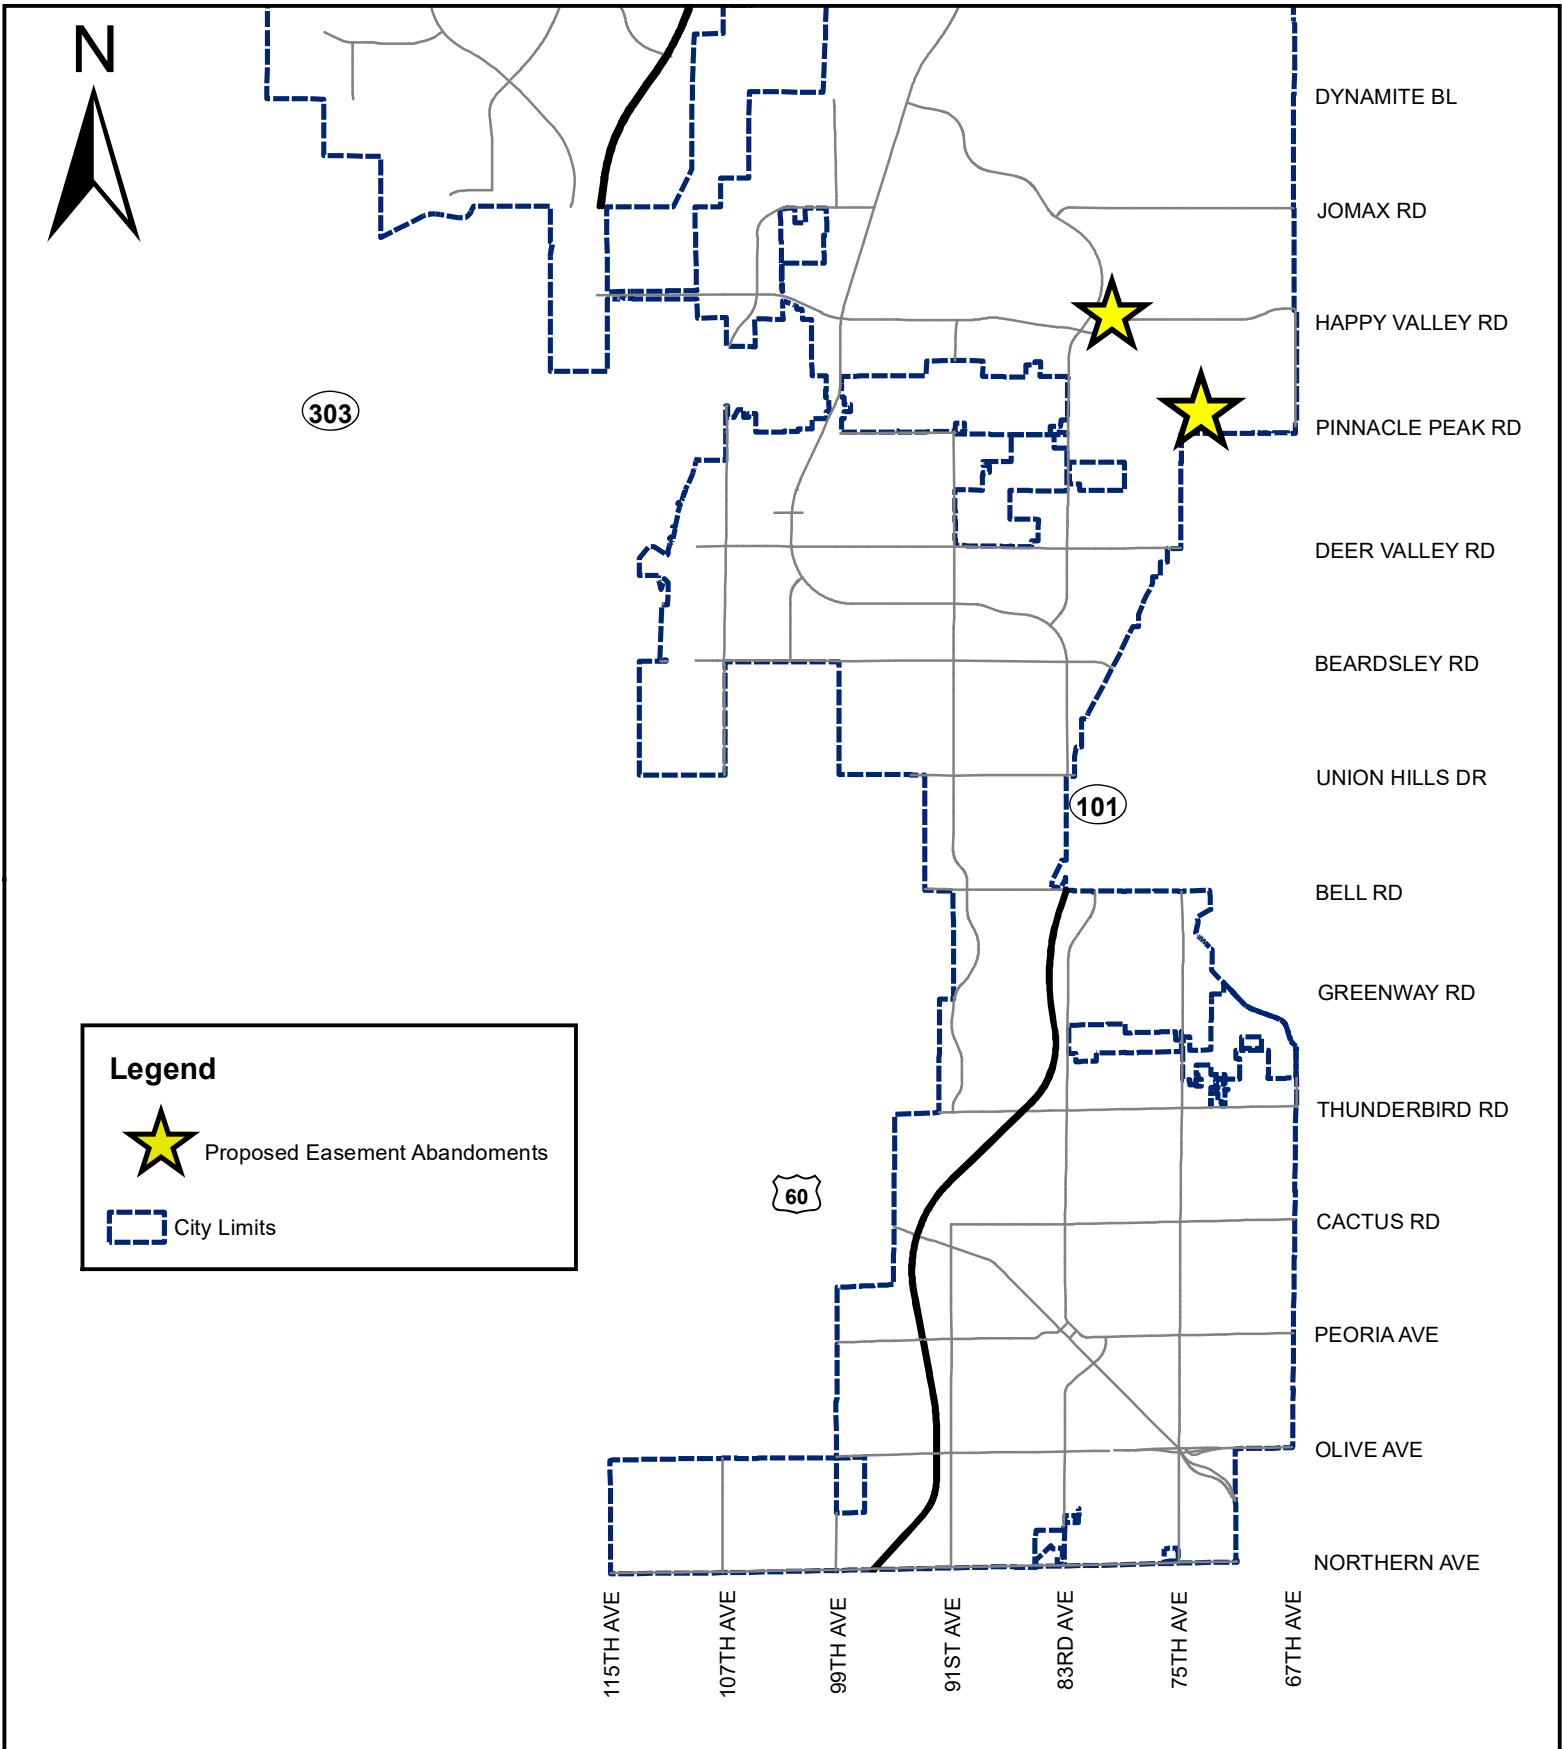 N
DYNAMITE BL
JOMAX RD
HAPPY VALLEY RD
303
PINNACLE PEAK RD
DEER VALLEY RD
BEARDSLEY RD
UNION HILLS DR
101
BELL RD
GREENWAY RD
Legend
Proposed Easement Abandoments
City Limits
THUNDERBIRD RD
60
CACTUS RD
PEORIA AVE
OLIVE AVE
NORTHERN AVE
115TH AVE
107TH AVE
99TH AVE
91ST AVE
83RD AVE
75TH AVE
67TH AVE